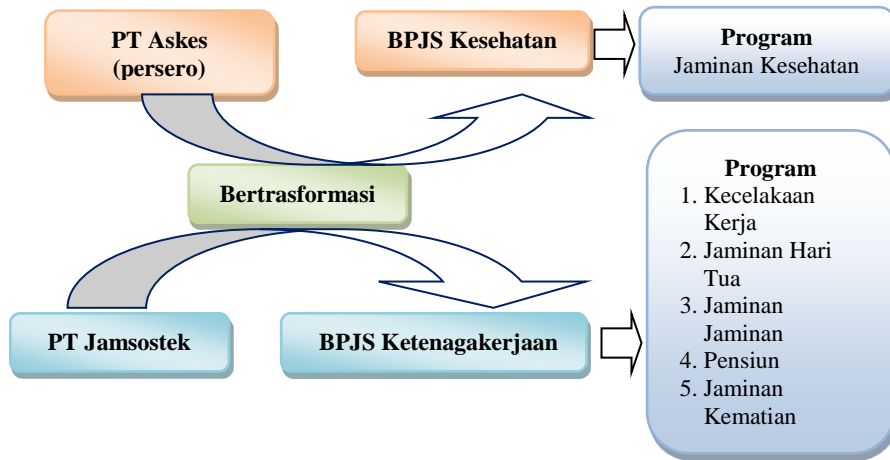 PT Askes
(persero)
BPJS Kesehatan
Program
Jaminan Kesehatan
Bertrasformasi
PT Jamsostek
BPJS Ketenagakerjaan
Program
1. Kecelakaan
Kerja
2. Jaminan Hari
Tua
3. Jaminan
Jaminan
4. Pensiun
5. Jaminan
Kematian